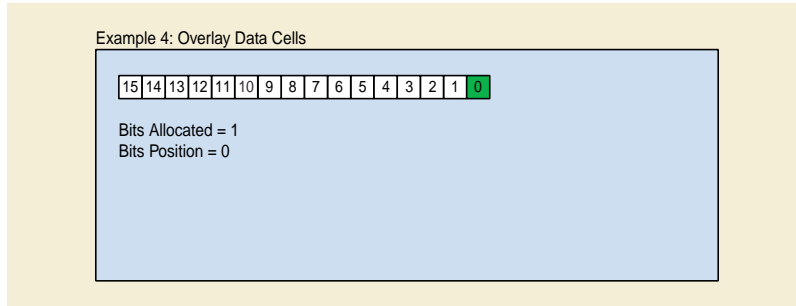 Example 4: Overlay Data Cells
15 14 13 12 11 10 9 8 7 6 5 4 3 2 1 0
Bits Allocated = 1
Bits Position = 0